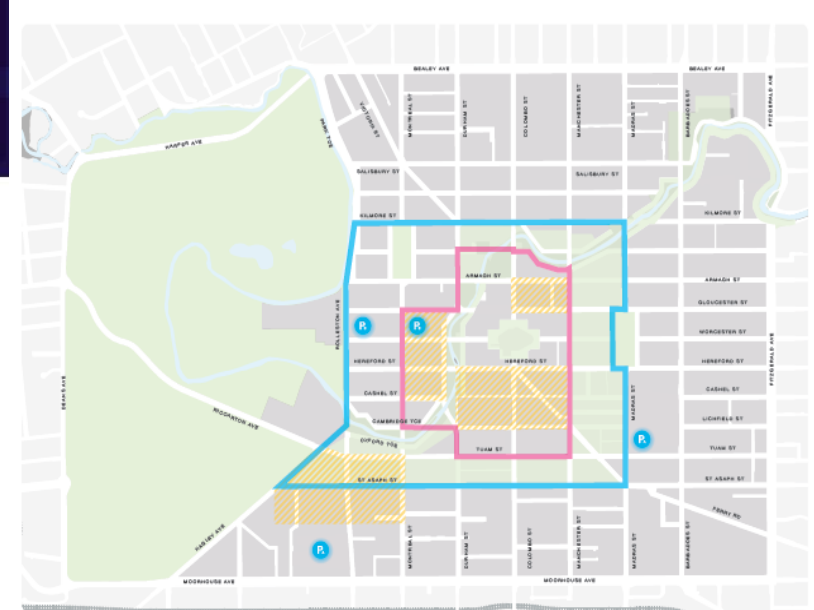 BEALEY AVE
BEALEY AVE
FITZGERALD AVE
PARK TCE
VICTORIA ST
MONTREAL ST
DURHAM ST
COLOMBO ST
MANCHESTER ST
MADRAS ST
BARBADOES ST
HARPER AVE
SALISBURY ST
SALISBURY ST
KILMORE ST
KILMORE ST
ARMAGH ST
ARMAGH ST
GLOUCESTER ST
ROLLESTON AVE
P.
P.
WORCESTER ST
FITZGERALD AVE
HEREFORD ST
HEREFORD ST
HEREFORD ST
DEANS AVE
CASHEL ST
CASHEL ST
MADRAS ST
RICCARTON AVE
CAMBRIDGE TCE
LICHFIELD ST
OXFORD TCE
P.
TUAM ST
TUAM ST
ST ASAPH ST
ST ASAPH ST
FERRY RD
HAGLEY AVE
P.
MONTREAL ST
DURHAM ST
COLOMBO ST
MANCHESTER ST
MADRAS ST
BARBADOES ST
MOORHOUSE AVE
MOORHOUSE AVE